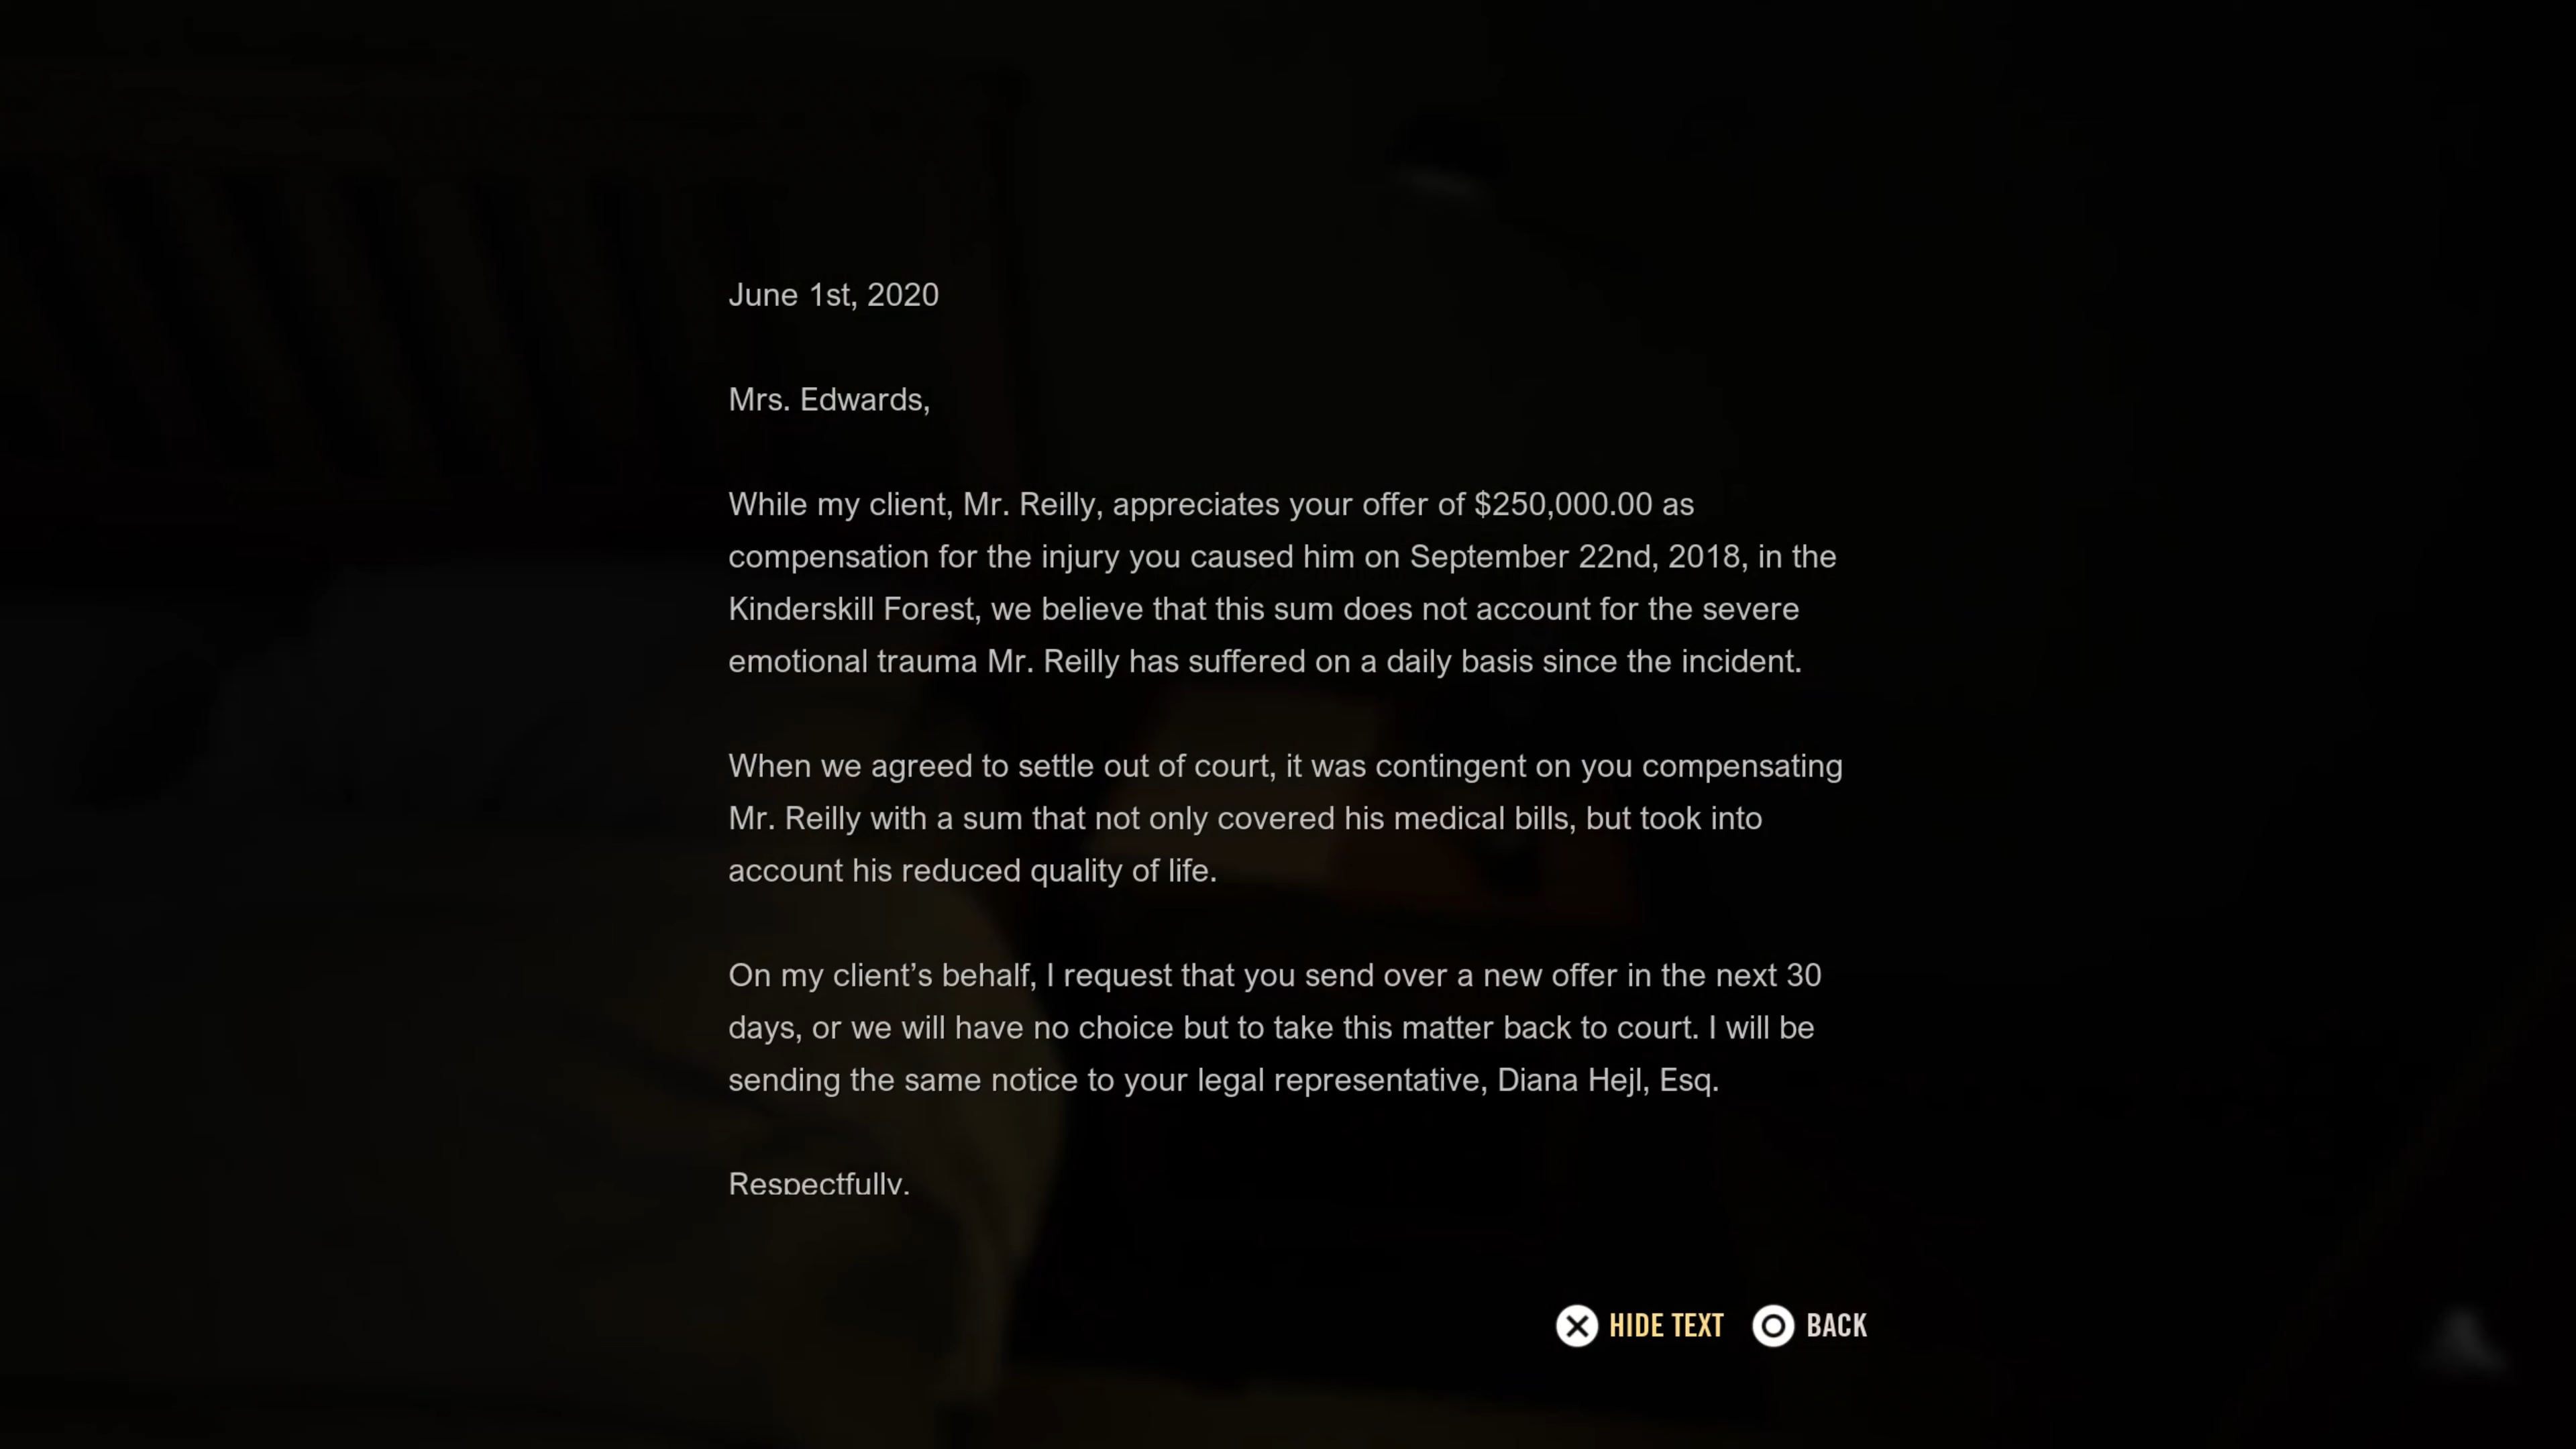 June 1st, 2020
Mrs. Edwards,
While my client, Mr. Reilly, appreciates your offer of $250,000.00 as
compensation for the injury you caused him on September 22nd, 2018, in the
Kinderskill Forest, we believe that this sum does not account for the severe
emotional trauma Mr. Reilly has suffered on a daily basis since the incident.
When we agreed to settle out of court, it was contingent on you compensating
Mr. Reilly with a sum that not only covered his medical bills, but took into
account his reduced quality of life.
On my client’s behalf, I request that you send over a new offer in the next 30
days, or we will have no choice but to take this matter back to court. I will be
sending the same notice to your legal representative, Diana Hejl, Esq.
Respectfully,
HIDE TEXT BACK